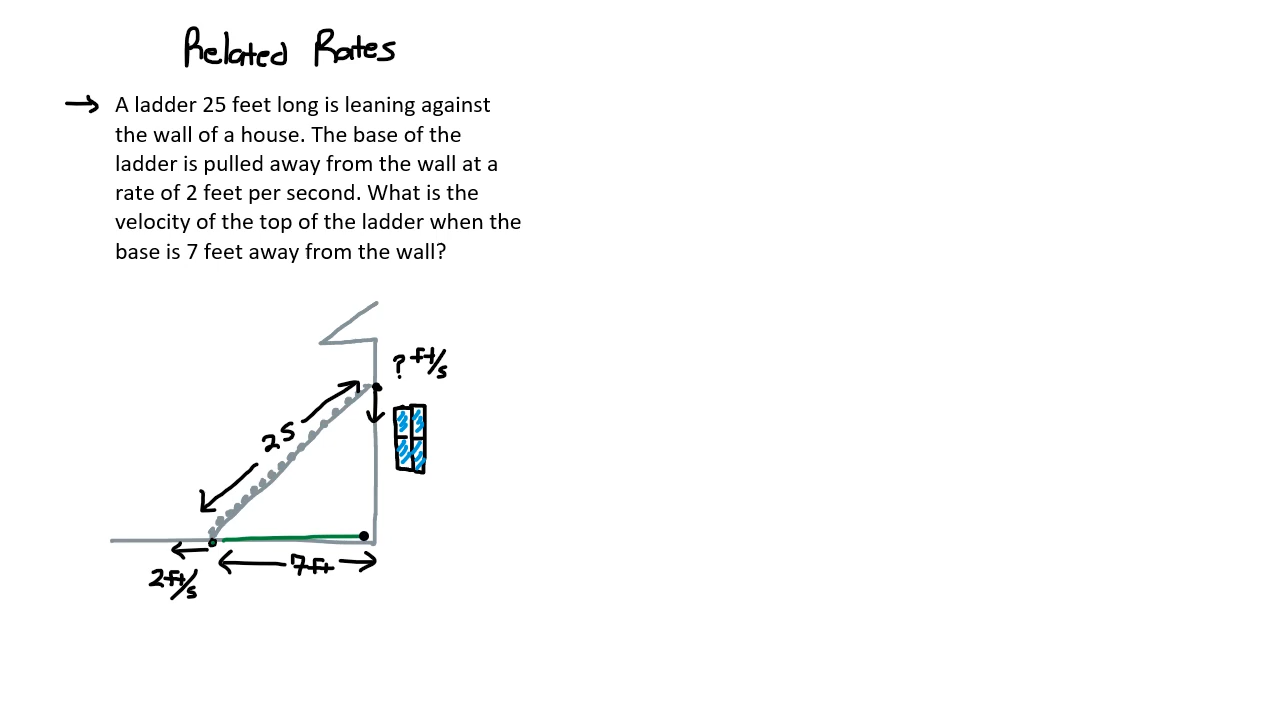 Related Rates
→ A ladder 25 feet long is leaning against
the wall of a house. The base of the
ladder is pulled away from the wall at a
rate of 2 feet per second. What is the
velocity of the top of the ladder when the
base is 7 feet away from the wall?
? ft/s
25
7ft
2ft/s